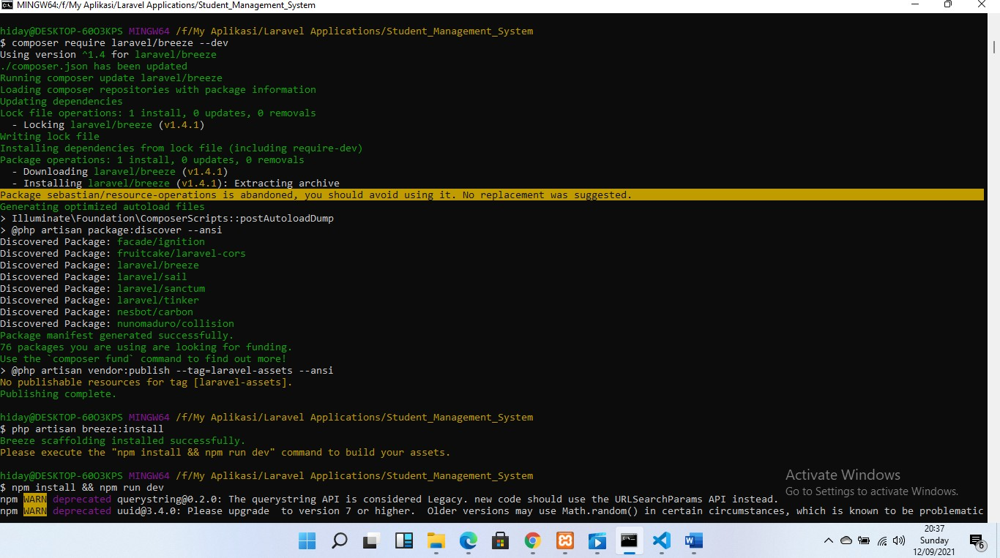 MINGW64:/f/My Aplikasi/Laravel Applications/Student_Management_System
hiday@DESKTOP-60O3KPS MINGW64 /f/My Aplikasi/Laravel Applications/Student_Management_System
$ composer require laravel/breeze --dev
Using version ^1.4 for laravel/breeze
./composer.json has been updated
Running composer update laravel/breeze
Loading composer repositories with package information
Updating dependencies
Lock file operations: 1 install, 0 updates, 0 removals
  - Locking laravel/breeze (v1.4.1)
Writing lock file
Installing dependencies from lock file (including require-dev)
Package operations: 1 install, 0 updates, 0 removals
  - Downloading laravel/breeze (v1.4.1)
  - Installing laravel/breeze (v1.4.1): Extracting archive
Package sebastian/resource-operations is abandoned, you should avoid using it. No replacement was suggested.
Generating optimized autoload files
> Illuminate\Foundation\ComposerScripts::postAutoloadDump
> @php artisan package:discover --ansi
Discovered Package: facade/ignition
Discovered Package: fruitcake/laravel-cors
Discovered Package: laravel/breeze
Discovered Package: laravel/sail
Discovered Package: laravel/sanctum
Discovered Package: laravel/tinker
Discovered Package: nesbot/carbon
Discovered Package: nunomaduro/collision
Package manifest generated successfully.
76 packages you are using are looking for funding.
Use the `composer fund` command to find out more!
> @php artisan vendor:publish --tag=laravel-assets --ansi
No publishable resources for tag [laravel-assets].
Publishing complete.
hiday@DESKTOP-60O3KPS MINGW64 /f/My Aplikasi/Laravel Applications/Student_Management_System
$ php artisan breeze:install
Breeze scaffolding installed successfully.
Please execute the "npm install && npm run dev" command to build your assets.
hiday@DESKTOP-60O3KPS MINGW64 /f/My Aplikasi/Laravel Applications/Student_Management_System
$ npm install && npm run dev
npm WARN deprecated querystring@0.2.0: The querystring API is considered Legacy. new code should use the URLSearchParams API instead.
npm WARN deprecated uuid@3.4.0: Please upgrade  to version 7 or higher.  Older versions may use Math.random() in certain circumstances, which is known to be problematic
Activate Windows
Go to Settings to activate Windows.
20:37
Sunday
12/09/2021
6